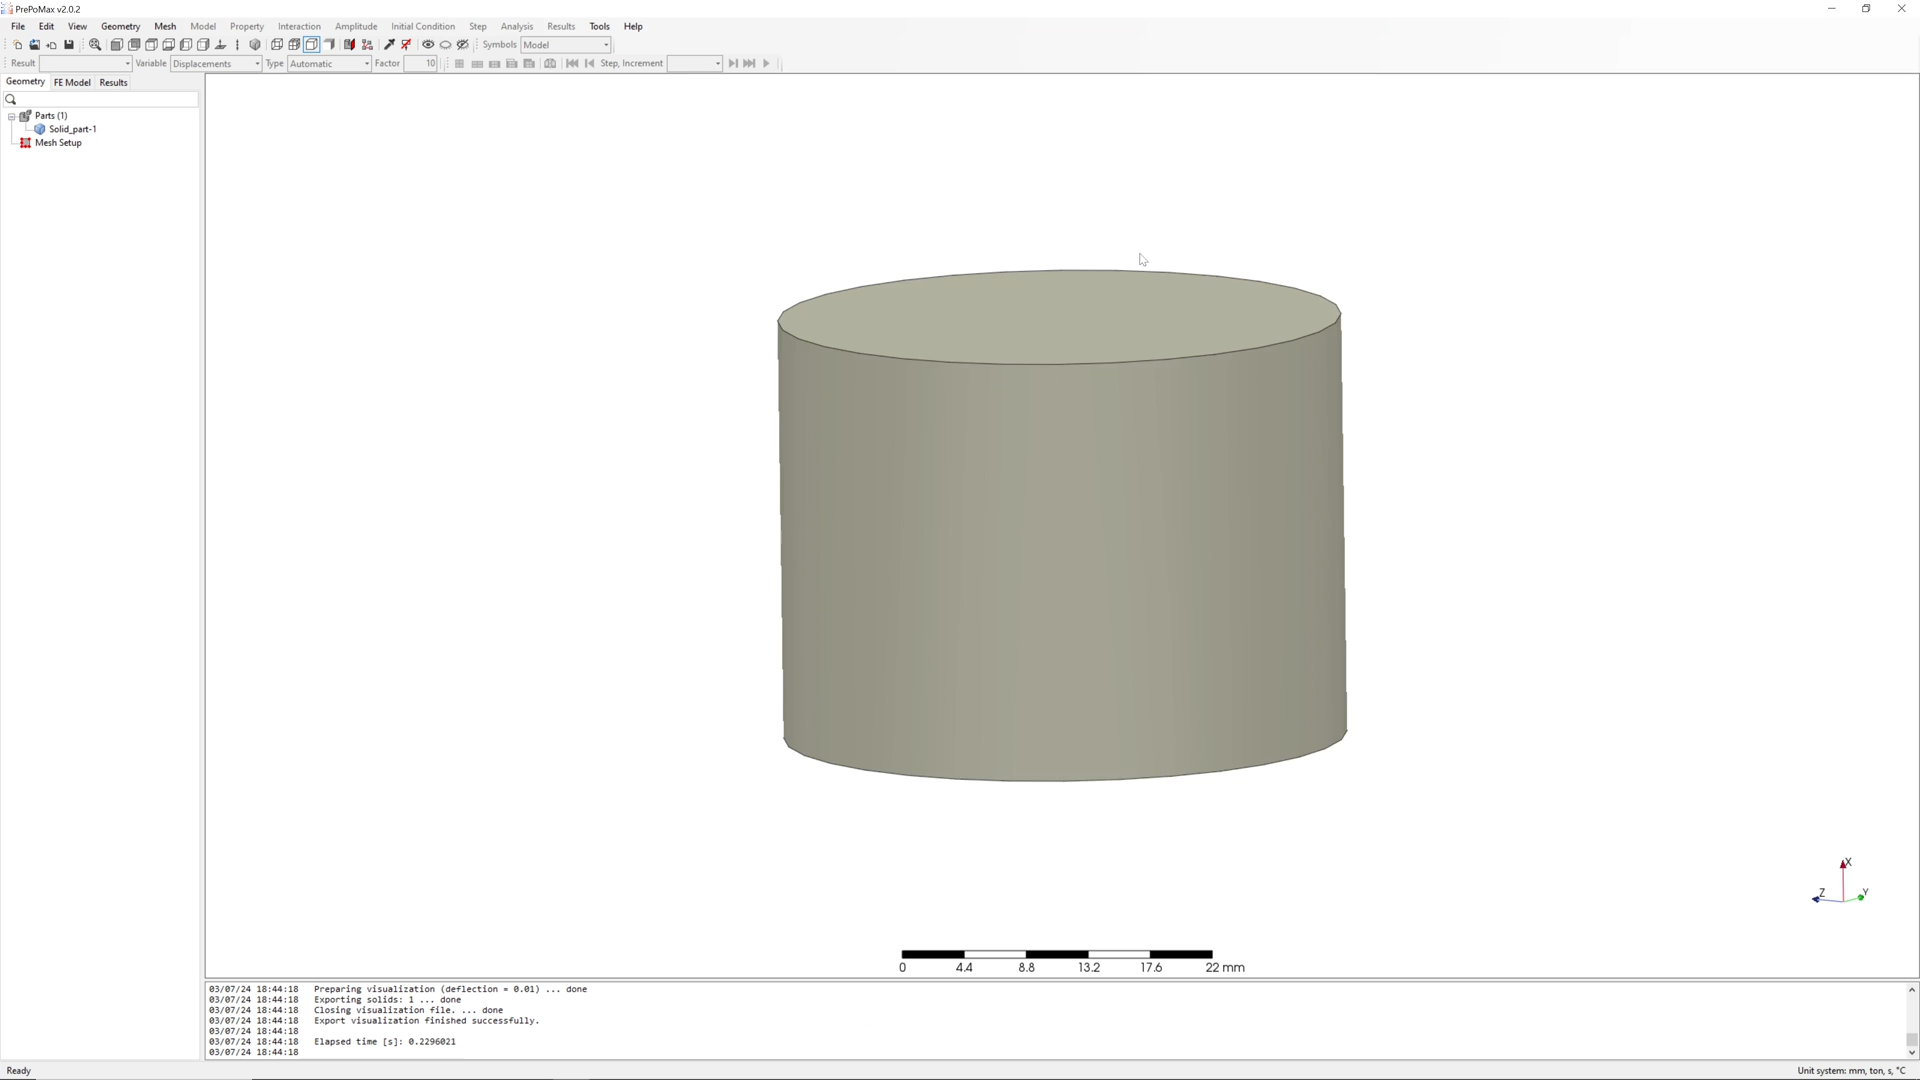 PrePoMax v2.0.2
File Edit View Geometry Mesh Model Property Interaction Amplitude Initial Condition Step Analysis Results Tools Help
Symbols Model
Result Variable Displacements Type Automatic Factor 10 Step, Increment
Geometry FE Model Results
Parts (1)
Solid_part-1
Mesh Setup
X
Z Y
0 4.4 8.8 13.2 17.6 22 mm
03/07/24 18:44:18 Preparing visualization (deflection = 0.01) ... done
03/07/24 18:44:18 Exporting solids: 1 ... done
03/07/24 18:44:18 Closing visualization file. ... done
03/07/24 18:44:18 Export visualization finished successfully.
03/07/24 18:44:18
03/07/24 18:44:18 Elapsed time [s]: 0.2296021
03/07/24 18:44:18
Ready Unit system: mm, ton, s, °C